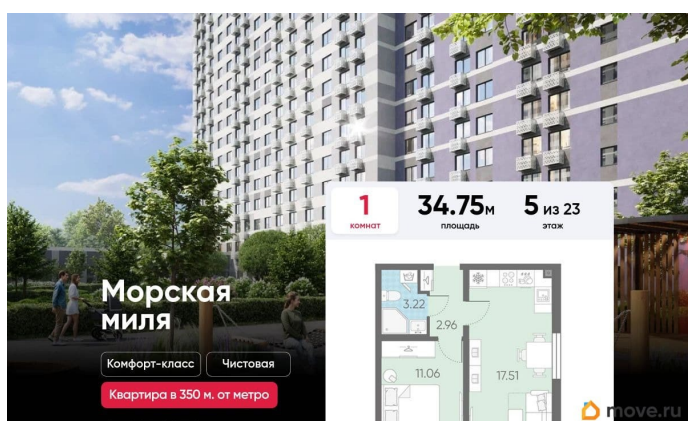 1
комнат
34.75м
площадь
5 из 23
этаж
Морская
миля
Комфорт-класс
Чистовая
Квартира в 350 м. от метро
3.22
2.96
11.06
17.51
move.ru